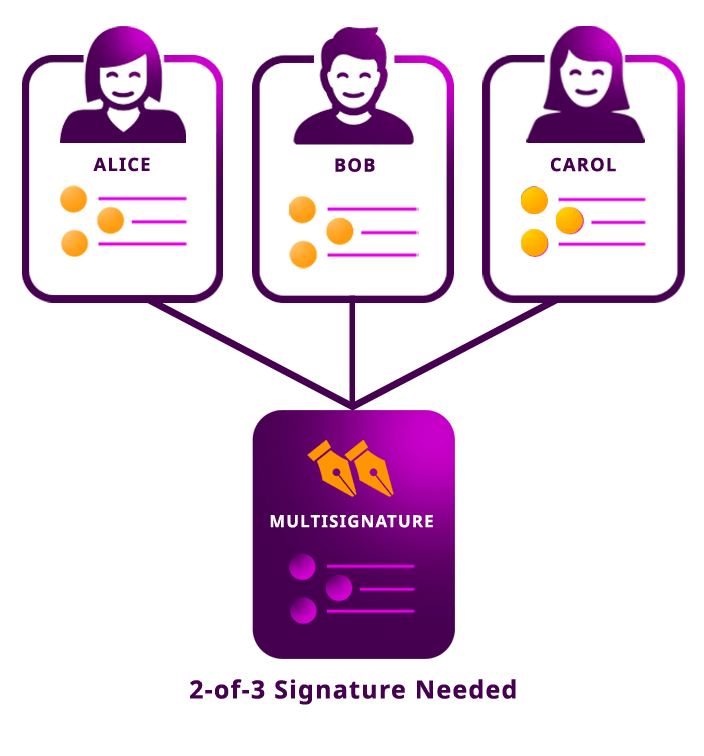 ALICE
BOB
CAROL
MULTISIGNATURE
2-of-3 Signature Needed